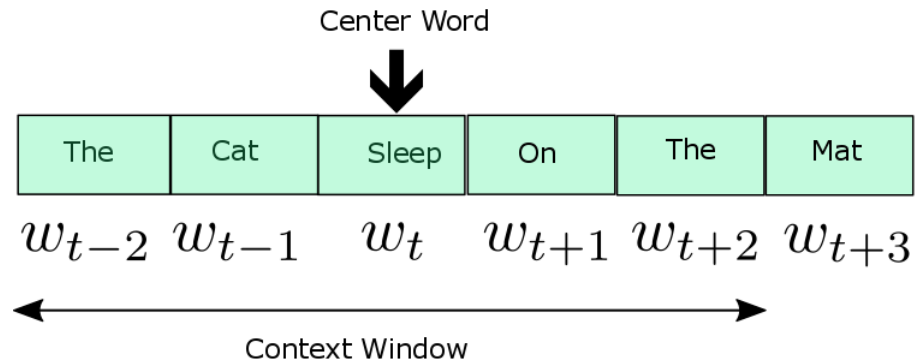 Center Word
The Cat Sleep On The Mat
w_{t-2} w_{t-1} w_t w_{t+1} w_{t+2} w_{t+3}
Context Window